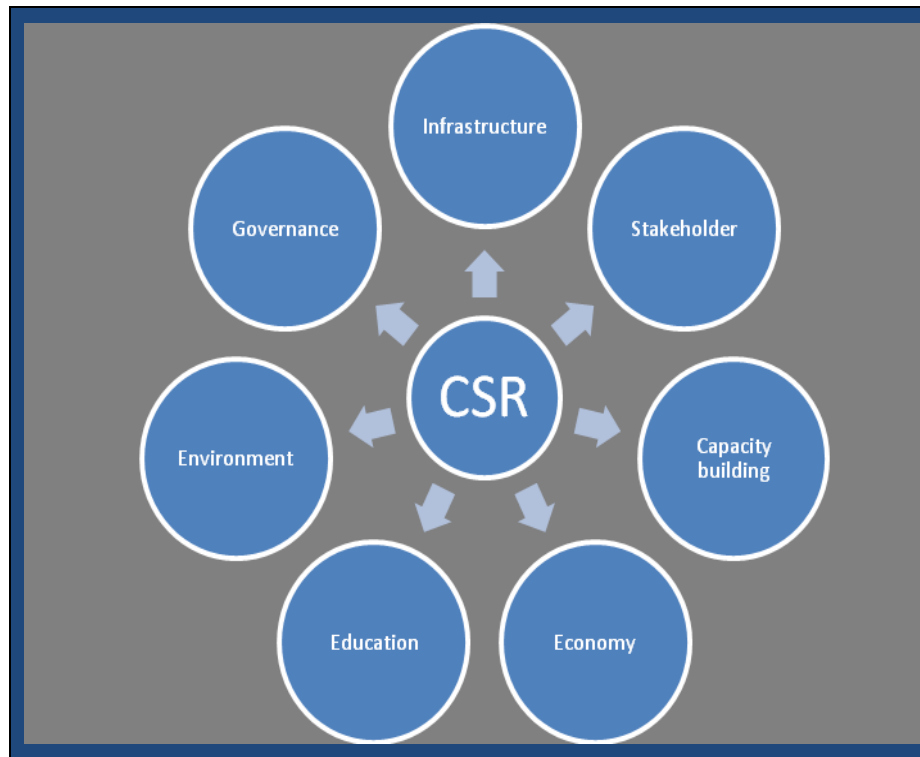 Infrastructure
Governance
Stakeholder
CSR
Environment
Capacity
building
Education
Economy